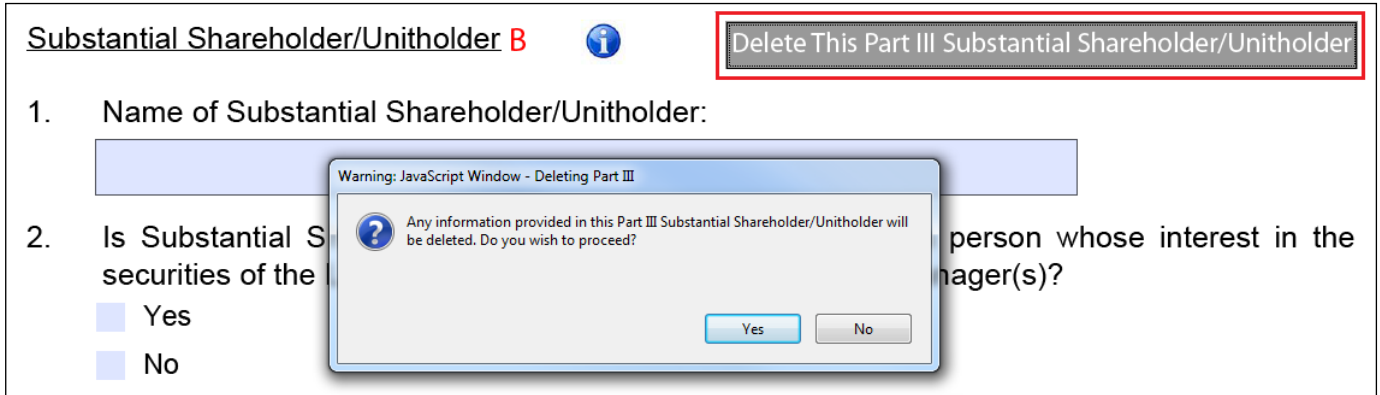 Substantial Shareholder/Unitholder B
Delete This Part III Substantial Shareholder/Unitholder
1. Name of Substantial Shareholder/Unitholder:
Warning: JavaScript Window - Deleting Part III
Any information provided in this Part III Substantial Shareholder/Unitholder will
be deleted. Do you wish to proceed?
Yes No
2. Is Substantial S person whose interest in the
securities of the nager(s)?
Yes
No